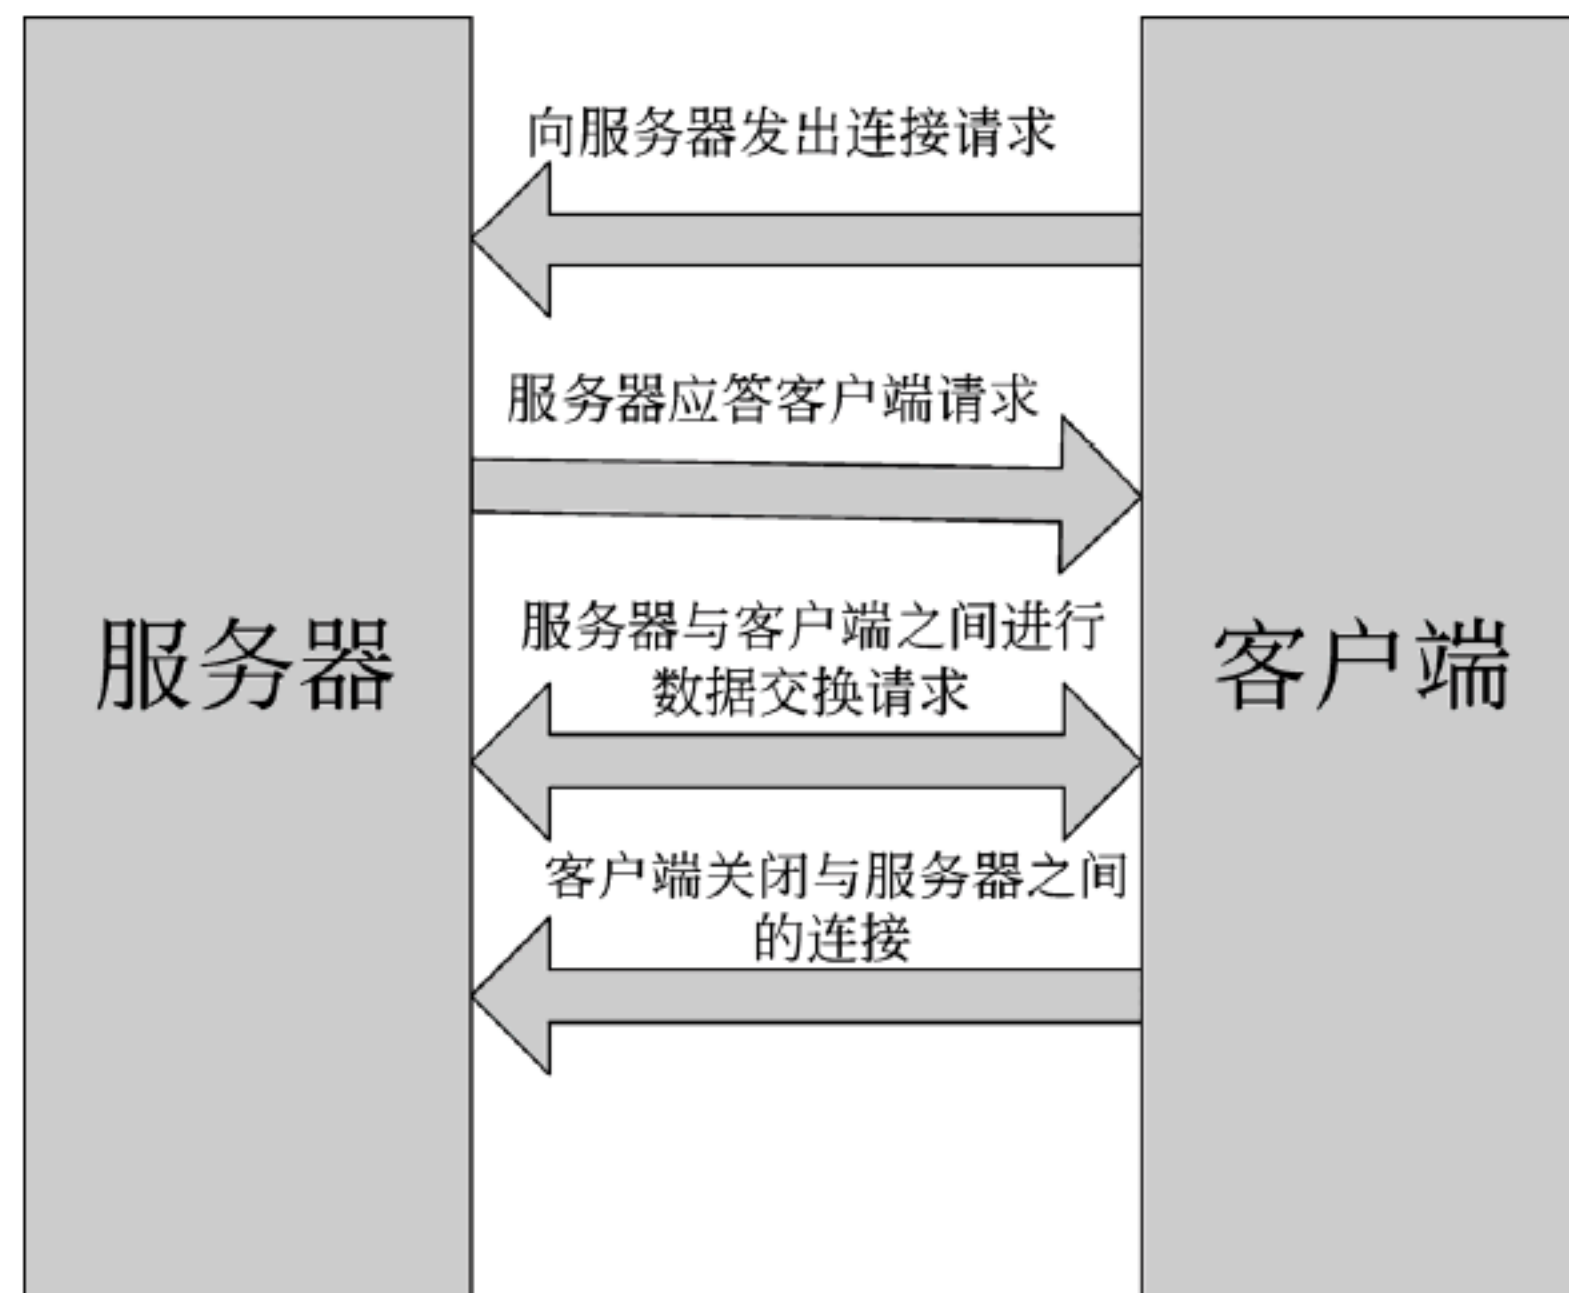 向服务器发出连接请求
服务器应答客户端请求
服务器与客户端之间进行
数据交换请求
服务器
客户端
客户端关闭与服务器之间
的连接